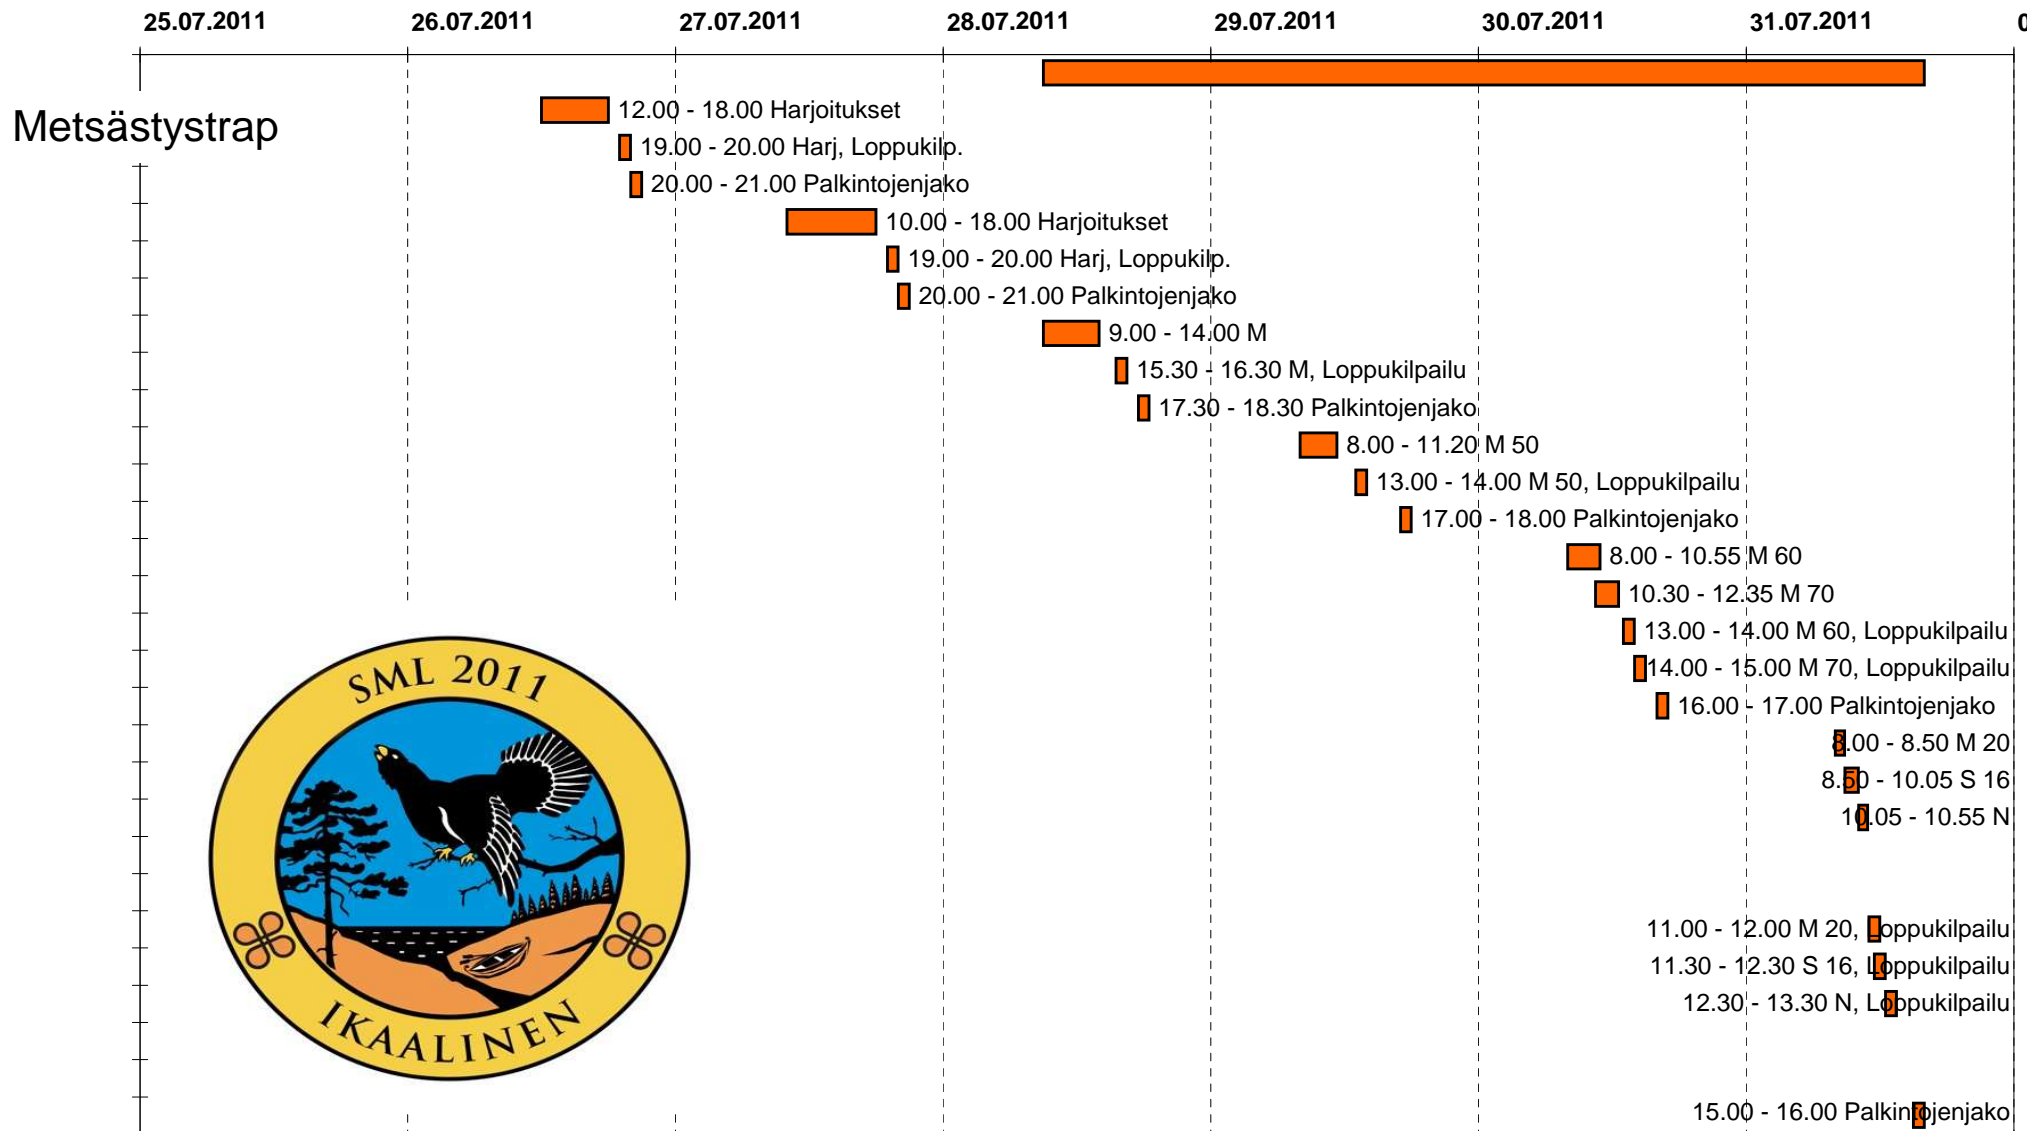 25.07.2011 26.07.2011 27.07.2011 28.07.2011 29.07.2011 30.07.2011 31.07.2011 0
12.00 - 18.00 Harjoitukset
Metsästystrap
19.00 - 20.00 Harj, Loppukilp.
20.00 - 21.00 Palkintojenjako
10.00 - 18.00 Harjoitukset
19.00 - 20.00 Harj, Loppukilp.
20.00 - 21.00 Palkintojenjako
9.00 - 14.00 M
15.30 - 16.30 M, Loppukilpailu
17.30 - 18.30 Palkintojenjako
8.00 - 11.20 M 50
13.00 - 14.00 M 50, Loppukilpailu
17.00 - 18.00 Palkintojenjako
8.00 - 10.55 M 60
10.30 - 12.35 M 70
13.00 - 14.00 M 60, Loppukilpailu
14.00 - 15.00 M 70, Loppukilpailu
16.00 - 17.00 Palkintojenjako
8.00 - 8.50 M 20
8.50 - 10.05 S 16
10.05 - 10.55 N
11.00 - 12.00 M 20, Loppukilpailu
11.30 - 12.30 S 16, Loppukilpailu
12.30 - 13.30 N, Loppukilpailu
15.00 - 16.00 Palkintojenjako
SML 2011
IKAALINEN